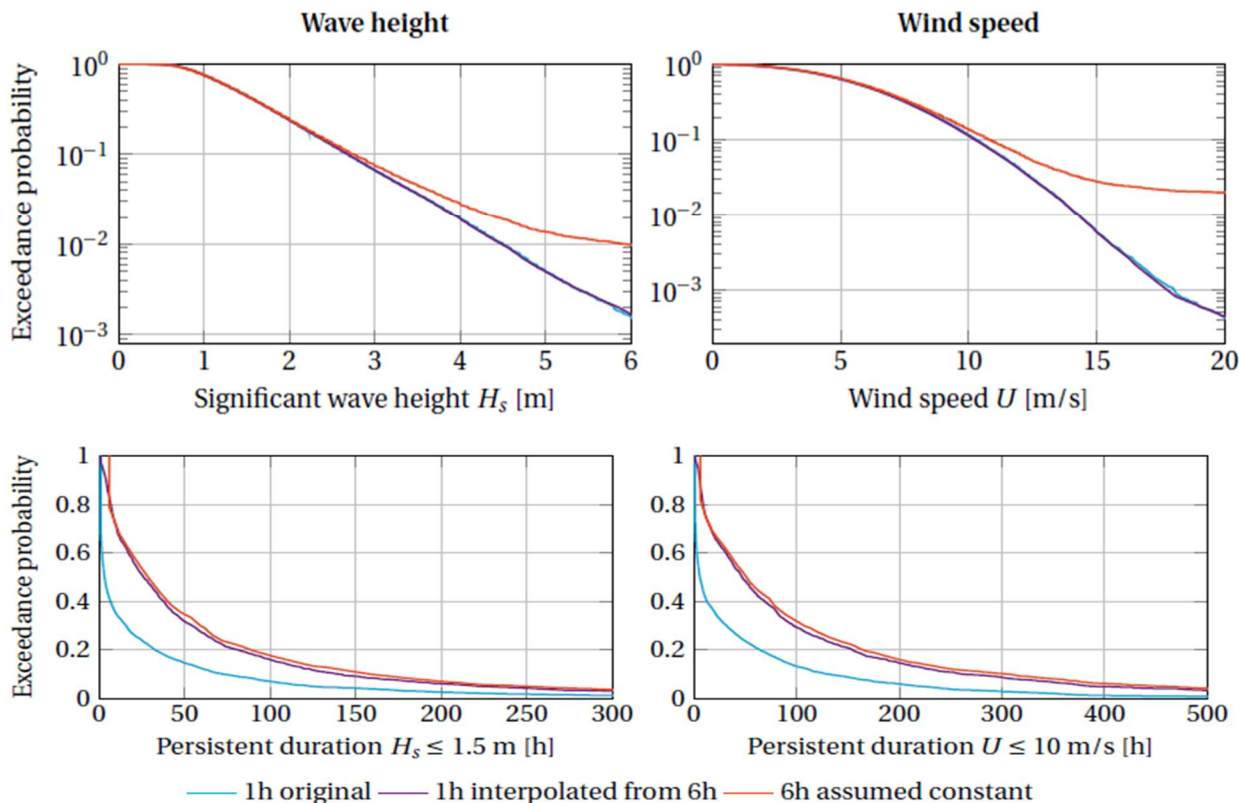 Wave height
Wind speed
Exceedance probability
10^0
10^-1
10^-2
10^-3
0 1 2 3 4 5 6
Significant wave height H_s [m]
10^0
10^-1
10^-2
10^-3
0 5 10 15 20
Wind speed U [m/s]
Exceedance probability
1
0.8
0.6
0.4
0.2
0
0 50 100 150 200 250 300
Persistent duration H_s ≤ 1.5 m [h]
1
0.8
0.6
0.4
0.2
0
0 100 200 300 400 500
Persistent duration U ≤ 10 m/s [h]
1h original 1h interpolated from 6h 6h assumed constant